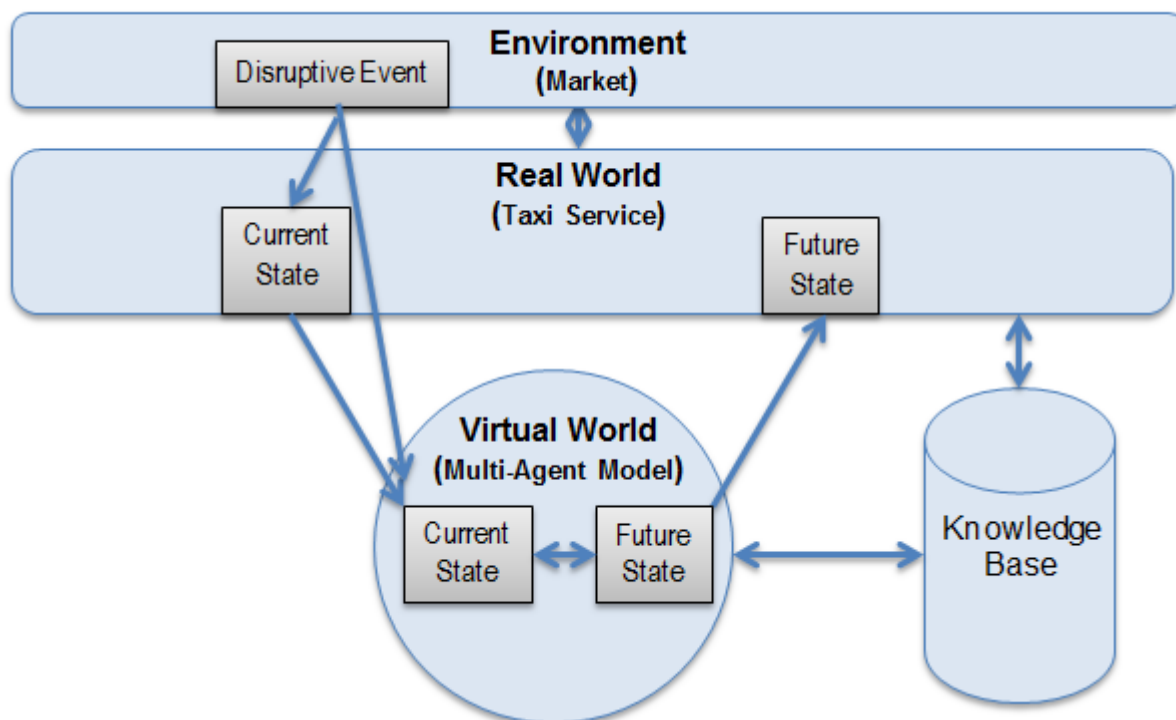 Environment
(Market)
Disruptive Event
Real World
(Taxi Service)
Current
State
Future
State
Virtual World
(Multi-Agent Model)
Current
State
Future
State
Knowledge
Base